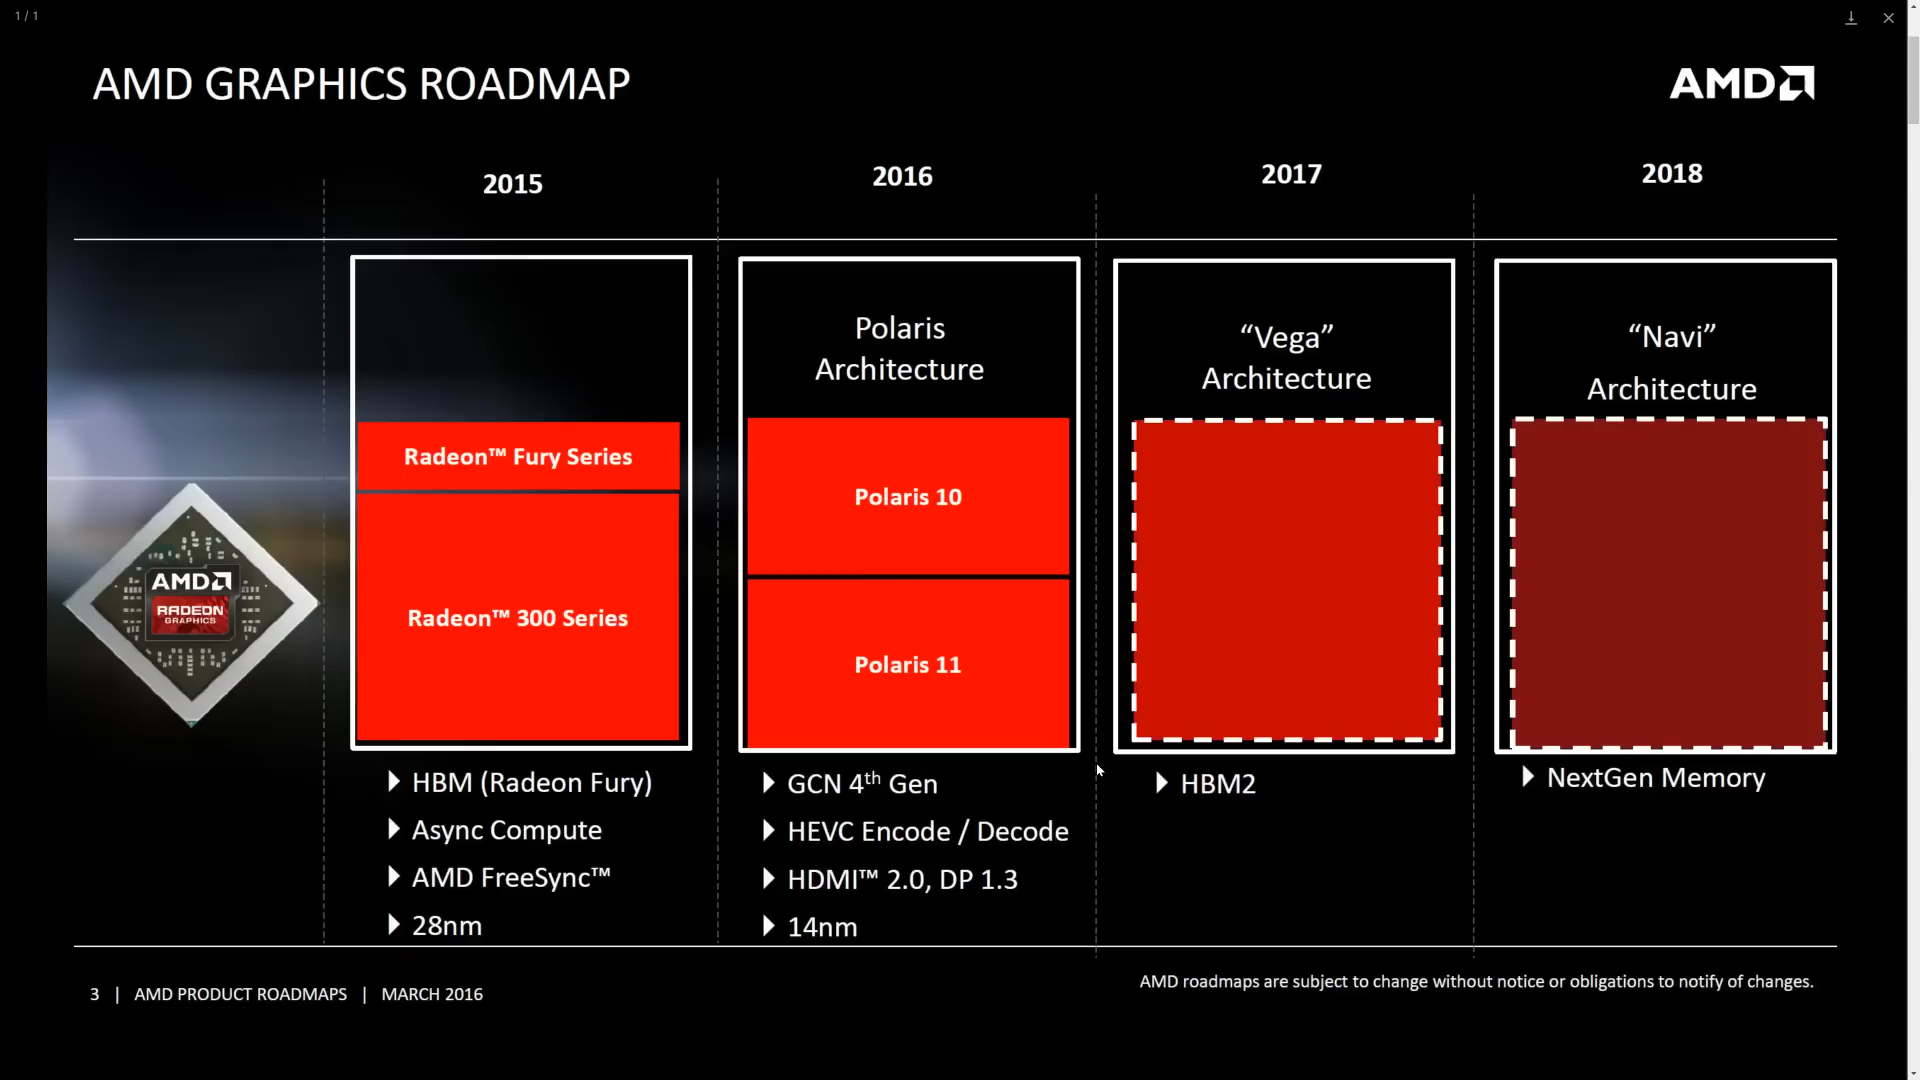 1 / 1
AMD GRAPHICS ROADMAP
AMD
2015
2016
2017
2018
Radeon™ Fury Series
Radeon™ 300 Series
HBM (Radeon Fury)
Async Compute
AMD FreeSync™
28nm
Polaris
Architecture
Polaris 10
Polaris 11
GCN 4th Gen
HEVC Encode / Decode
HDMI™ 2.0, DP 1.3
14nm
“Vega”
Architecture
HBM2
“Navi”
Architecture
NextGen Memory
AMD
RADEON
GRAPHICS
3 | AMD PRODUCT ROADMAPS | MARCH 2016
AMD roadmaps are subject to change without notice or obligations to notify of changes.